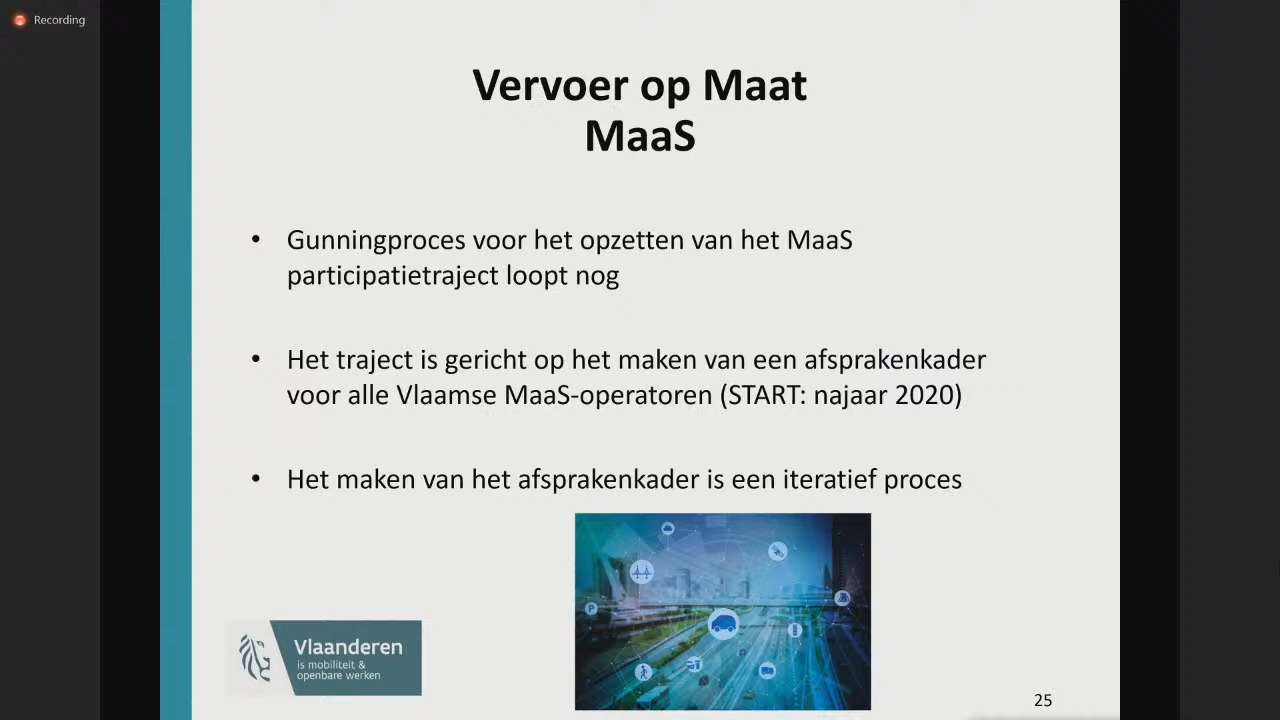 Recording
Vervoer op Maat
MaaS
• Gunningproces voor het opzetten van het MaaS
participatietraject loopt nog
• Het traject is gericht op het maken van een afsprakenkader
voor alle Vlaamse MaaS-operatoren (START: najaar 2020)
• Het maken van het afsprakenkader is een iteratief proces
P
Vlaanderen
is mobiliteit &
openbare werken
25